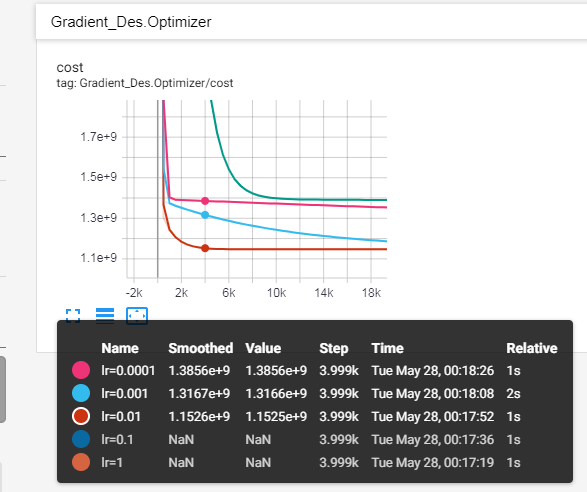 Gradient_Des.Optimizer
cost
tag: Gradient_Des.Optimizer/cost
1.7e+9
1.5e+9
1.3e+9
1.1e+9
-2k 2k 6k 10k 14k 18k
Name Smoothed Value Step Time Relative
lr=0.0001 1.3856e+9 1.3856e+9 3.999k Tue May 28, 00:18:26 1s
lr=0.001 1.3167e+9 1.3166e+9 3.999k Tue May 28, 00:18:08 2s
lr=0.01 1.1526e+9 1.1525e+9 3.999k Tue May 28, 00:17:52 1s
lr=0.1 NaN NaN 3.999k Tue May 28, 00:17:36 1s
lr=1 NaN NaN 3.999k Tue May 28, 00:17:19 1s